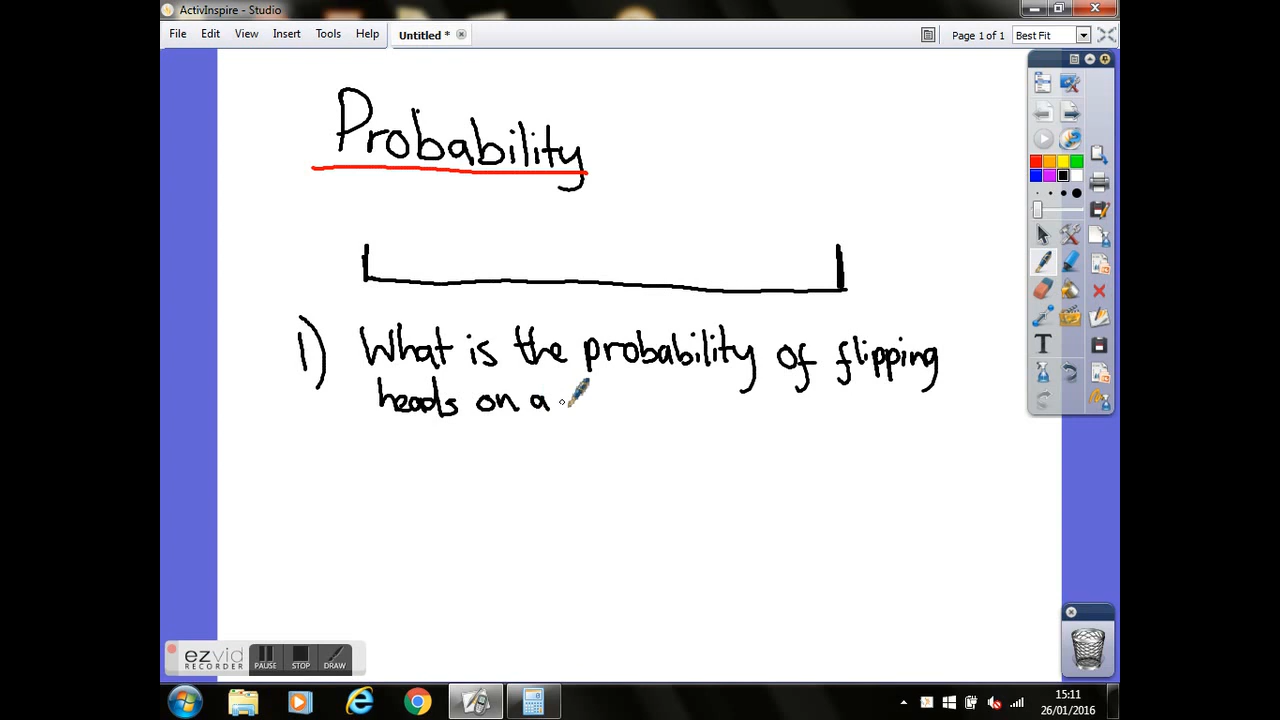 ActivInspire - Studio
File Edit View Insert Tools Help Untitled * Page 1 of 1 Best Fit
Probability
1) What is the probability of flipping
heads on a
ezvid
RECORDER
PAUSE STOP DRAW
15:11
26/01/2016